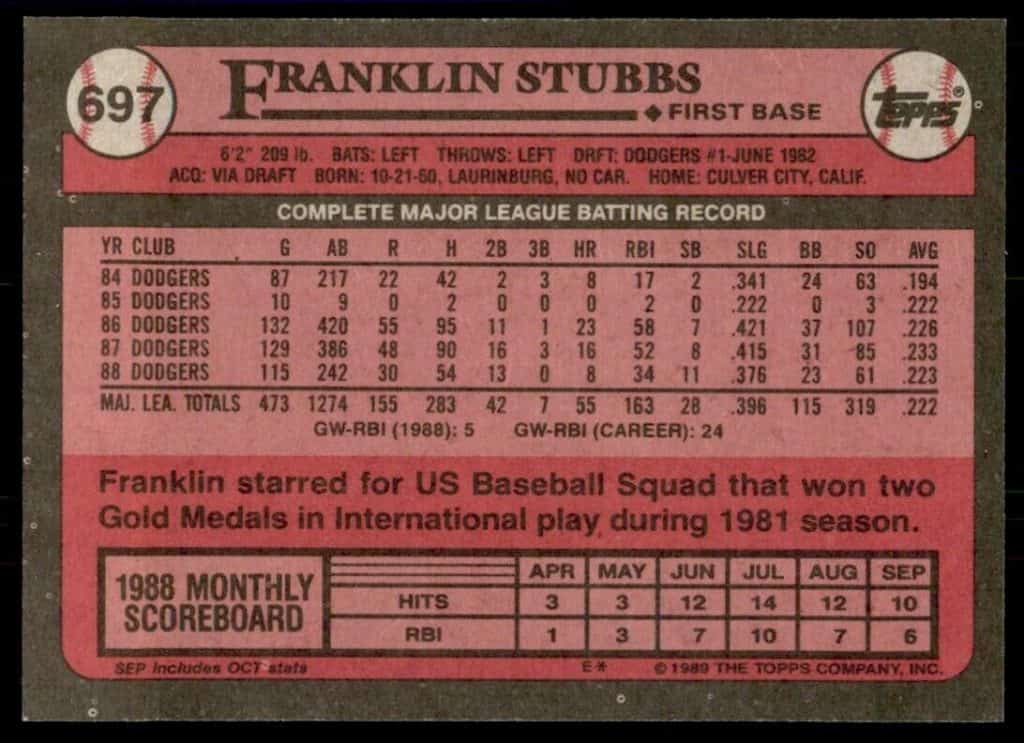 697
FRANKLIN STUBBS
◆FIRST BASE
Topps®
6'2" 209 lb. BATS: LEFT THROWS: LEFT DRFT: DODGERS #1-JUNE 1982
ACQ: VIA DRAFT BORN: 10-21-60, LAURINBURG, NO CAR. HOME: CULVER CITY, CALIF.
COMPLETE MAJOR LEAGUE BATTING RECORD
YR CLUB G AB R H 2B 3B HR RBI SB SLG BB SO AVG
84 DODGERS 87 217 22 42 2 3 8 17 2 .341 24 63 .194
85 DODGERS 10 9 0 2 0 0 0 2 0 .222 0 3 .222
86 DODGERS 132 420 55 95 11 1 23 58 7 .421 37 107 .226
87 DODGERS 129 386 48 90 16 3 16 52 8 .415 31 85 .233
88 DODGERS 115 242 30 54 13 0 8 34 11 .376 23 61 .223
MAJ. LEA. TOTALS 473 1274 155 283 42 7 55 163 28 .396 115 319 .222
GW-RBI (1988): 5 GW-RBI (CAREER): 24
Franklin starred for US Baseball Squad that won two
Gold Medals in International play during 1981 season.
1988 MONTHLY
SCOREBOARD
APR MAY JUN JUL AUG SEP
HITS 3 3 12 14 12 10
RBI 1 3 7 10 7 6
SEP Includes OCT stats E* © 1989 THE TOPPS COMPANY, INC.